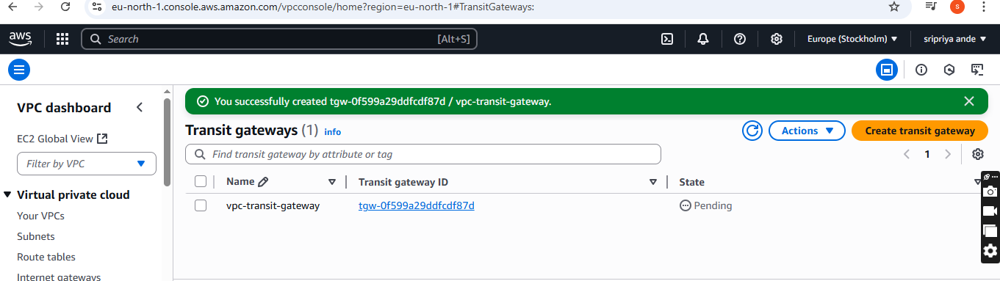 eu-north-1.console.aws.amazon.com/vpcconsole/home?region=eu-north-1#TransitGateways:
S
aws
Search
[Alt+S]
Europe (Stockholm)
sripriya ande
VPC dashboard
EC2 Global View
Filter by VPC
Virtual private cloud
Your VPCs
Subnets
Route tables
Internet gateways
You successfully created tgw-0f599a29ddfcdf87d / vpc-transit-gateway.
Transit gateways (1) info
Actions
Create transit gateway
Find transit gateway by attribute or tag
1
Name
Transit gateway ID
State
vpc-transit-gateway
tgw-0f599a29ddfcdf87d
Pending